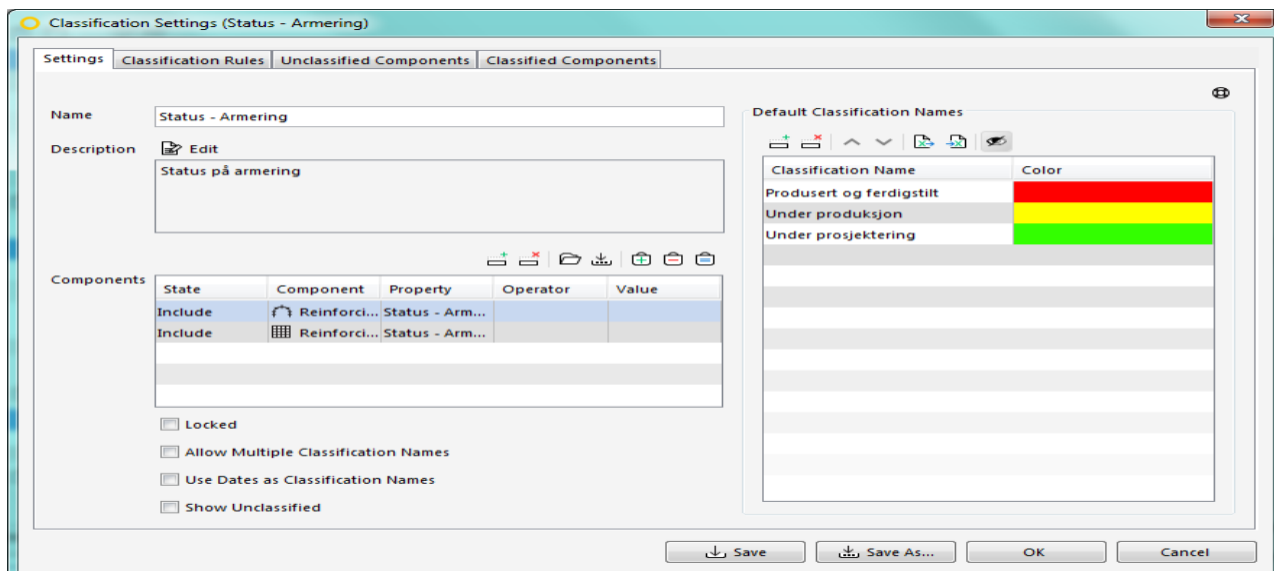 Classification Settings (Status - Armering)
Settings Classification Rules Unclassified Components Classified Components
Name Status - Armering
Description Edit
Status på armering
Components
State Component Property Operator Value
Include Reinforci... Status - Arm...
Include Reinforci... Status - Arm...
Locked
Allow Multiple Classification Names
Use Dates as Classification Names
Show Unclassified
Default Classification Names
Classification Name Color
Produsert og ferdigstilt
Under produksjon
Under prosjektering
Save Save As... OK Cancel